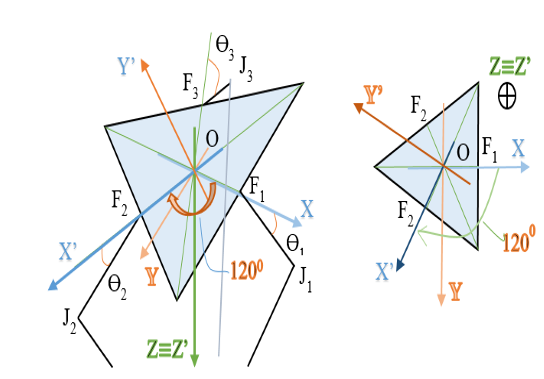 θ3
Y'
J3
F3
O
F2
F1
X
X'
θ1
θ2
Y
120⁰
J1
J2
Z≡Z'
Z≡Z'
Y'
F2
O
F1
X
F2
120⁰
X'
Y